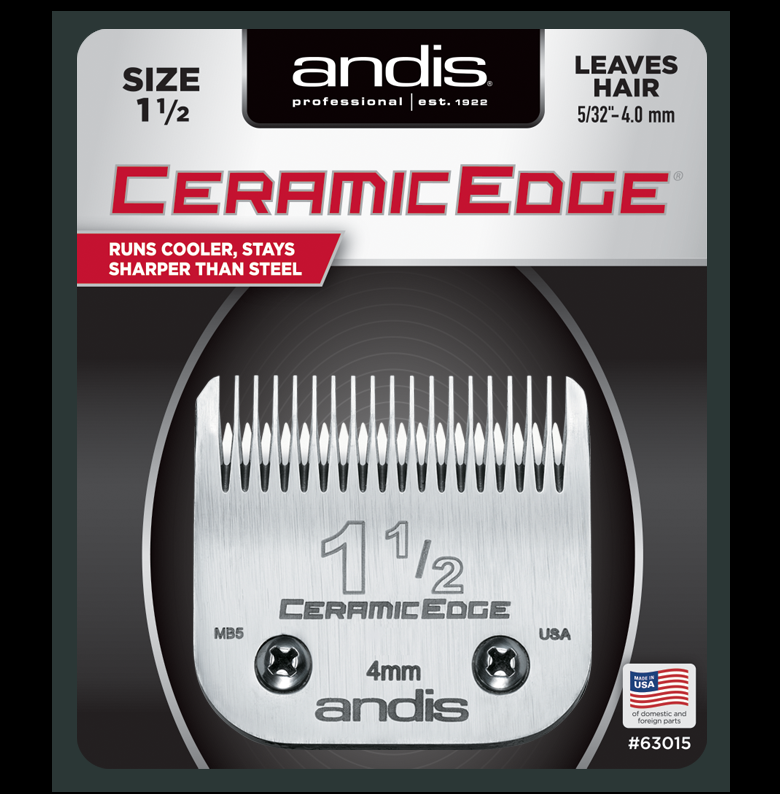 SIZE
1 1/2
andis®
professional | est. 1922
LEAVES
HAIR
5/32"-4.0 mm
CERAMICEDGE®
RUNS COOLER, STAYS
SHARPER THAN STEEL
1 1/2
CERAMICEDGE
MB5
USA
4mm
andis
MADE IN
USA
of domestic and
foreign parts
#63015